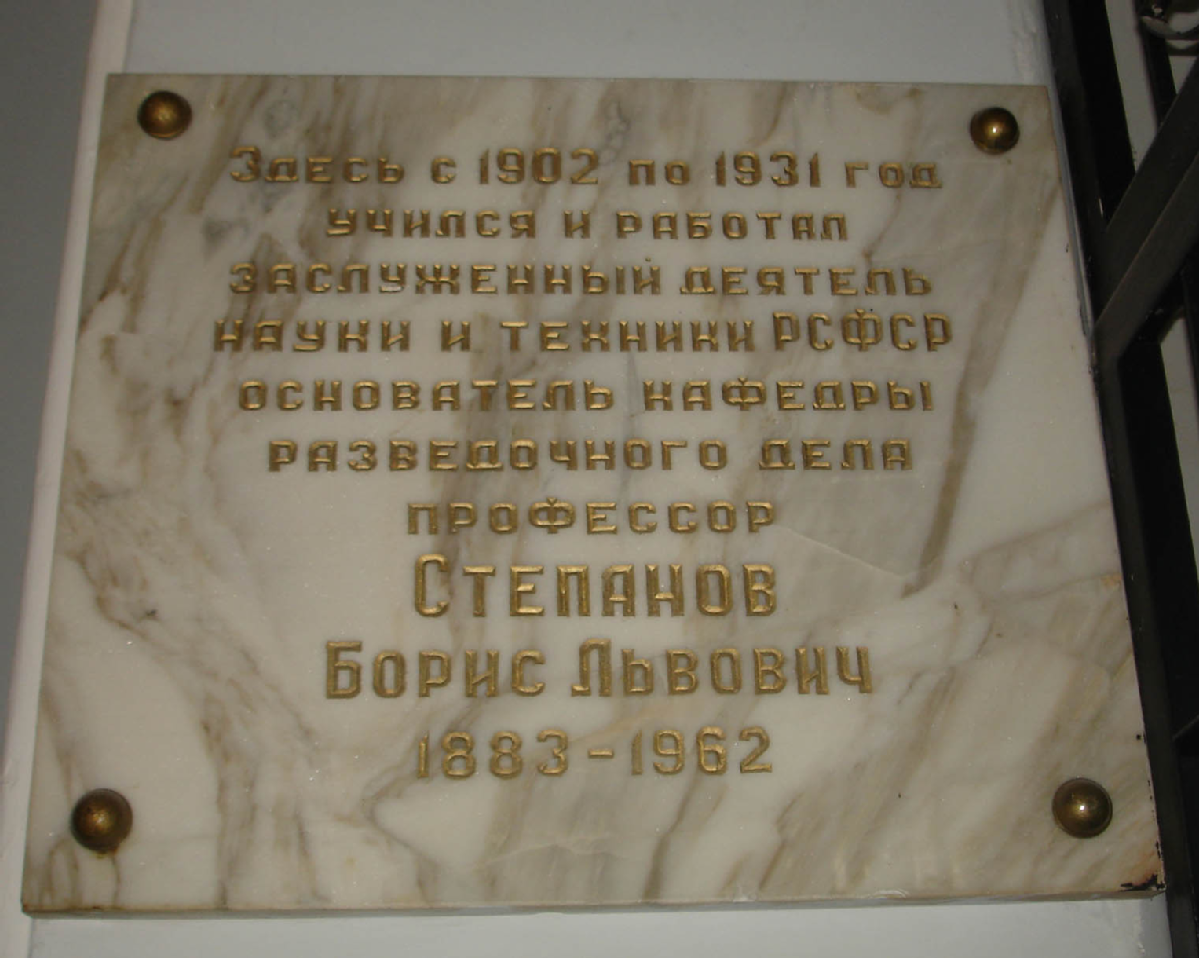 Здесь с 1902 по 1931 год
учился и работал
заслуженный деятель
науки и техники РСФСР
основатель кафедры
разведочного дела
профессор
Степанов
Борис Львович
1883 - 1962